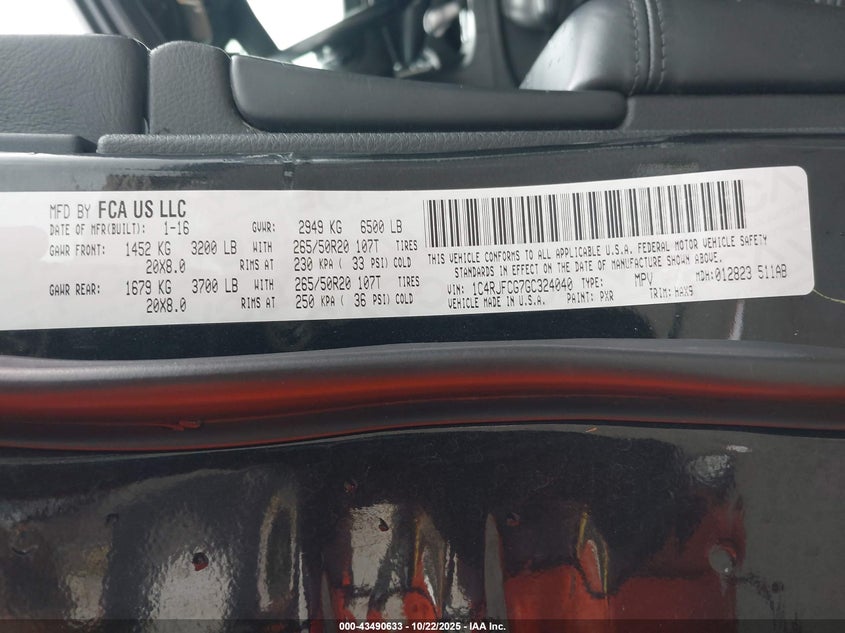 MFD BY FCA US LLC
DATE OF MFR(BUILT): 1-16 GVWR: 2949 KG 6500 LB
GAWR FRONT: 1452 KG 3200 LB WITH 265/50R20 107T TIRES
20X8.0 RIMS AT 230 KPA ( 33 PSI) COLD
GAWR REAR: 1679 KG 3700 LB WITH 265/50R20 107T TIRES
20X8.0 RIMS AT 250 KPA ( 36 PSI) COLD
THIS VEHICLE CONFORMS TO ALL APPLICABLE U.S.A. FEDERAL MOTOR VEHICLE SAFETY
STANDARDS IN EFFECT ON THE DATE OF MANUFACTURE SHOWN ABOVE.
VIN: 1C4RJFCG7GC324040 TYPE: MPV MDH: 012823 511AB
VEHICLE MADE IN U.S.A. PAINT: PXR TRIM: HAX9
000-43490633 - 10/22/2025 - IAA Inc.